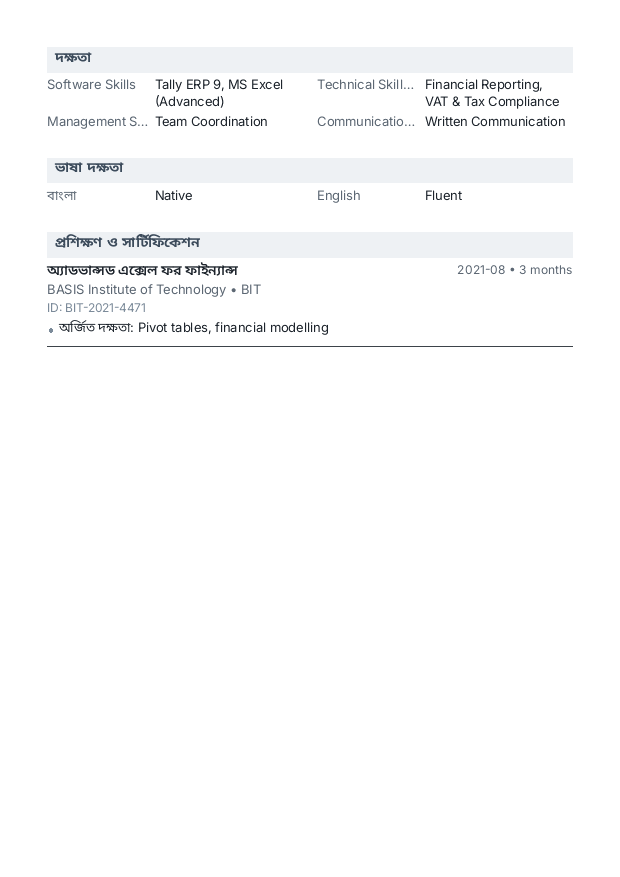 দক্ষতা
Software Skills Tally ERP 9, MS Excel (Advanced) Technical Skill... Financial Reporting, VAT & Tax Compliance
Management S... Team Coordination Communicatio... Written Communication
ভাষা দক্ষতা
বাংলা Native English Fluent
প্রশিক্ষণ ও সার্টিফিকেশন
অ্যাডভান্সড এক্সেল ফর ফাইন্যান্স 2021-08 • 3 months
BASIS Institute of Technology • BIT
ID: BIT-2021-4471
• অর্জিত দক্ষতা: Pivot tables, financial modelling